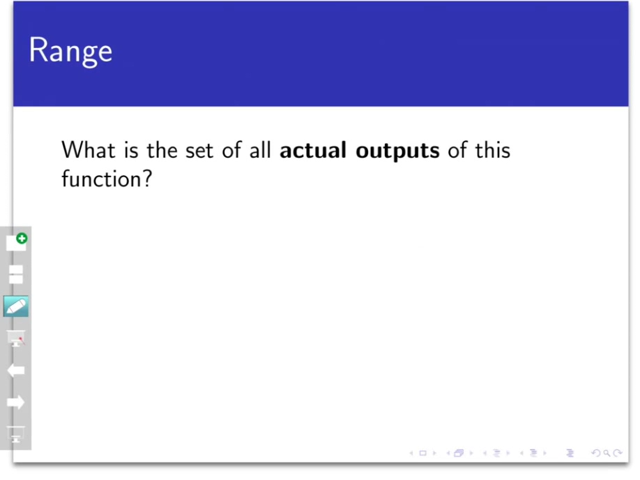 Range
What is the set of all actual outputs of this
function?